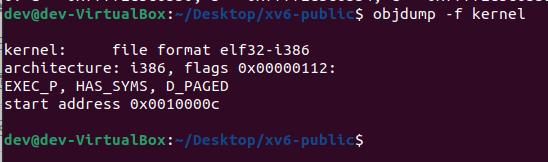 dev@dev-VirtualBox:~/Desktop/xv6-public$ objdump -f kernel
kernel:     file format elf32-i386
architecture: i386, flags 0x00000112:
EXEC_P, HAS_SYMS, D_PAGED
start address 0x0010000c
dev@dev-VirtualBox:~/Desktop/xv6-public$